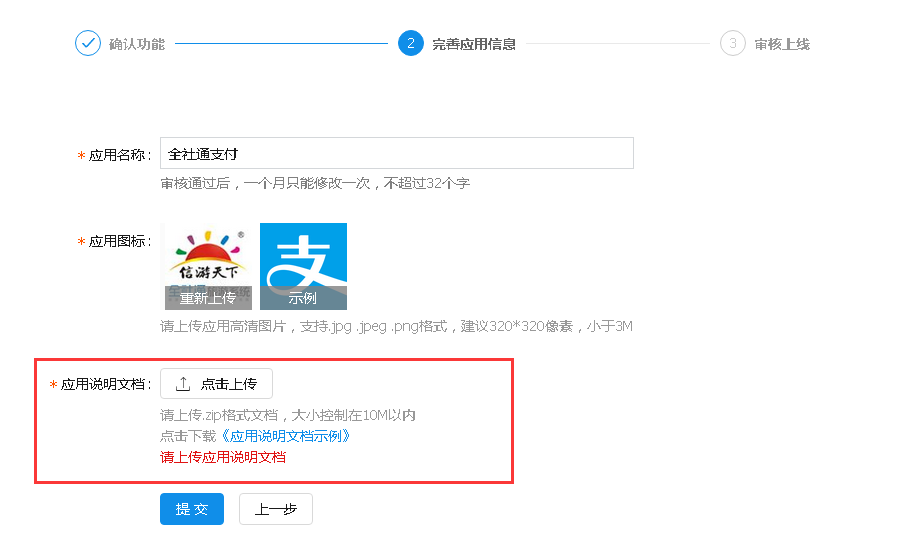 确认功能
2
完善应用信息
3
审核上线
* 应用名称：
全社通支付
审核通过后，一个月只能修改一次，不超过32个字
* 应用图标：
®
信游天下
重新上传
支
示例
请上传应用高清图片，支持.jpg .jpeg .png格式，建议320*320像素，小于3M
* 应用说明文档：
点击上传
请上传.zip格式文档，大小控制在10M以内
点击下载《应用说明文档示例》
请上传应用说明文档
提 交
上一步